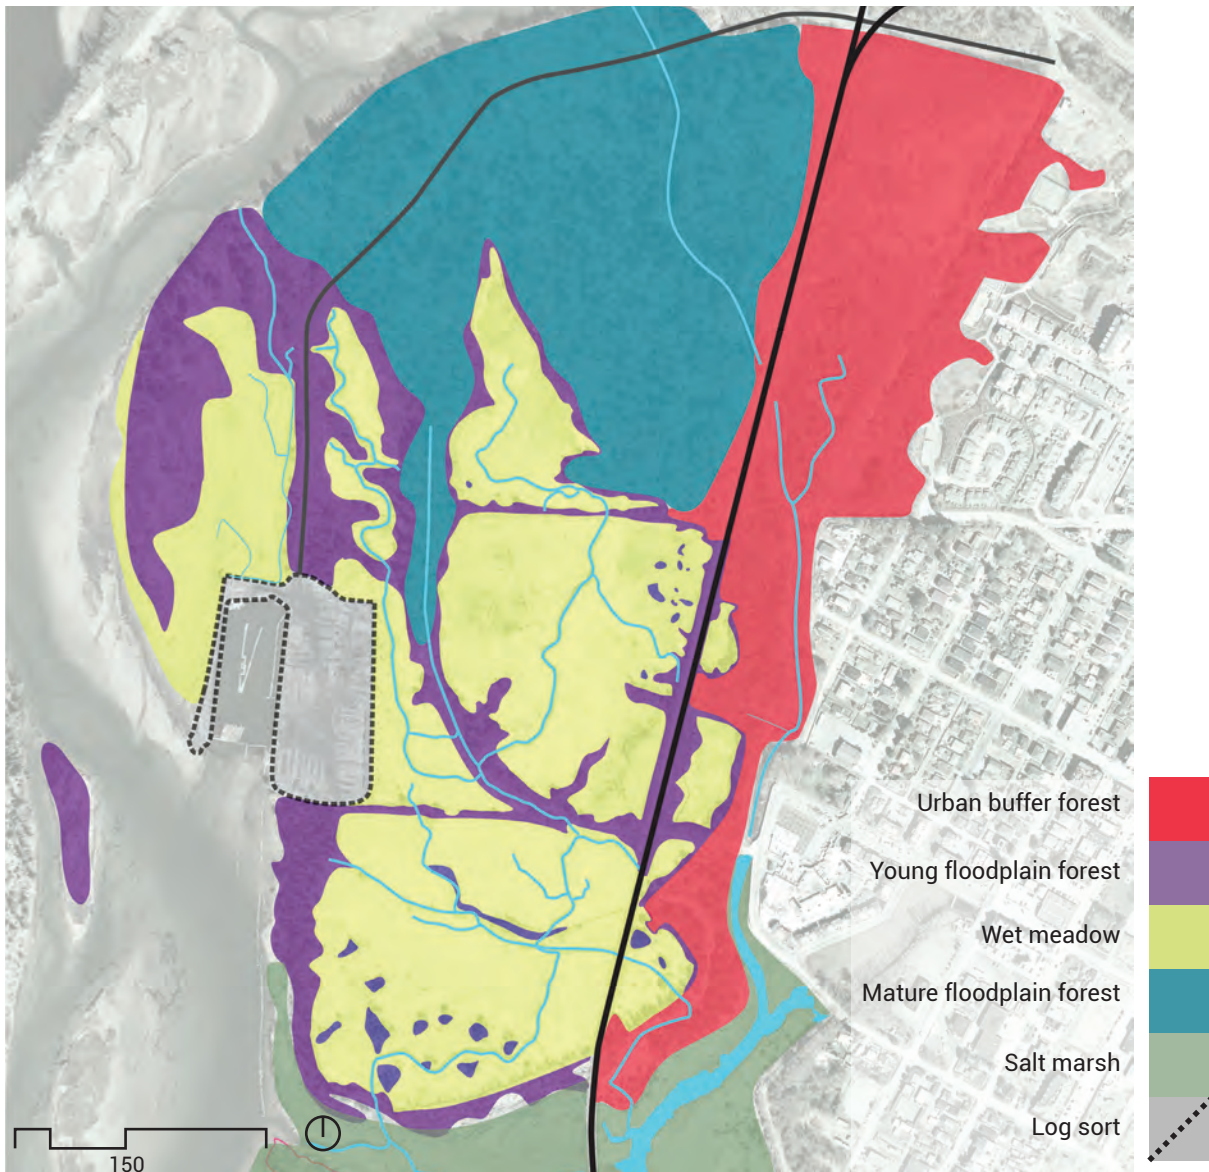 Urban buffer forest
Young floodplain forest
Wet meadow
Mature floodplain forest
Salt marsh
Log sort
150